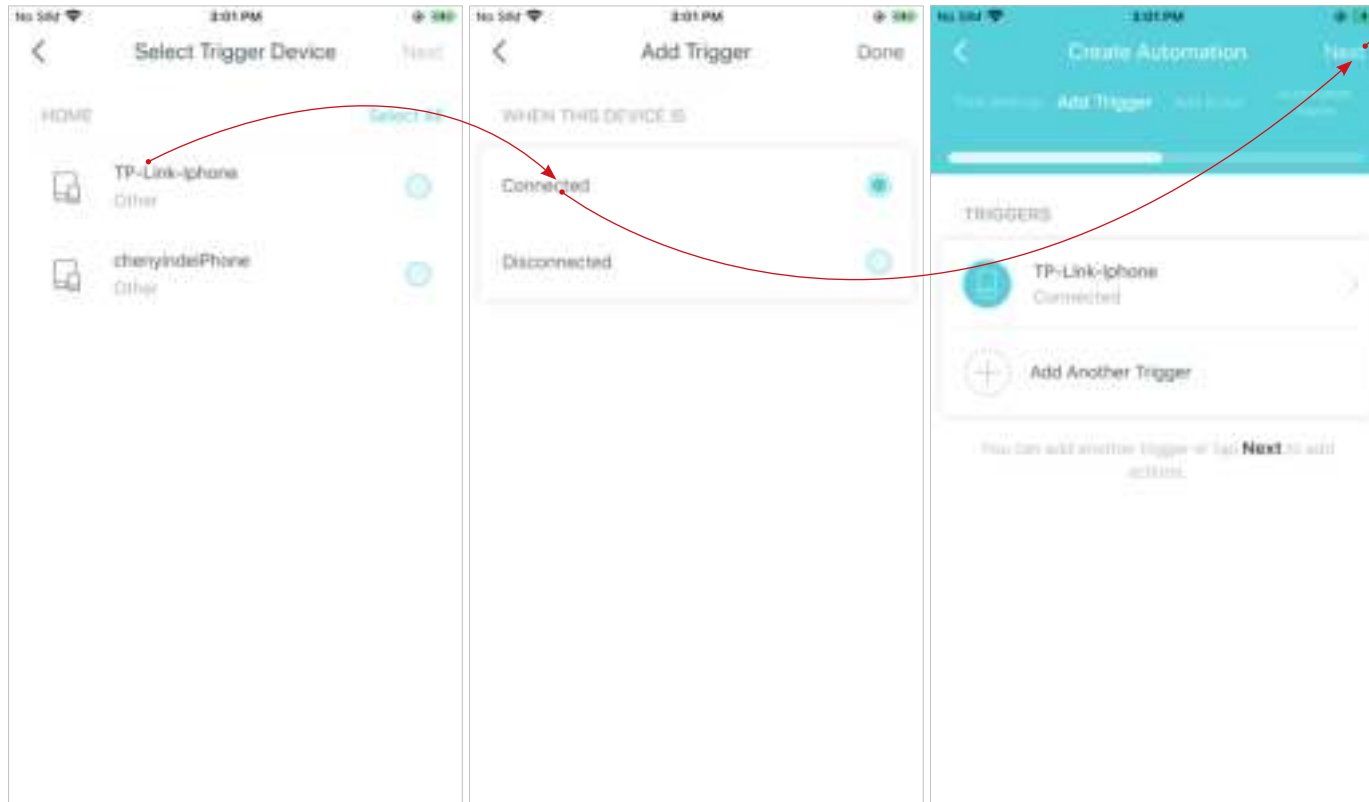 No SIM
3:01 PM
Select Trigger Device
Next
HOME
Select All
TP-Link-Iphone
Other
chenyindeiPhone
Other
No SIM
3:01 PM
Add Trigger
Done
WHEN THIS DEVICE IS
Connected
Disconnected
No SIM
3:01 PM
Create Automation
Next
Add Trigger
TRIGGERS
TP-Link-Iphone
Connected
Add Another Trigger
You can add another trigger or tap Next to add
actions.